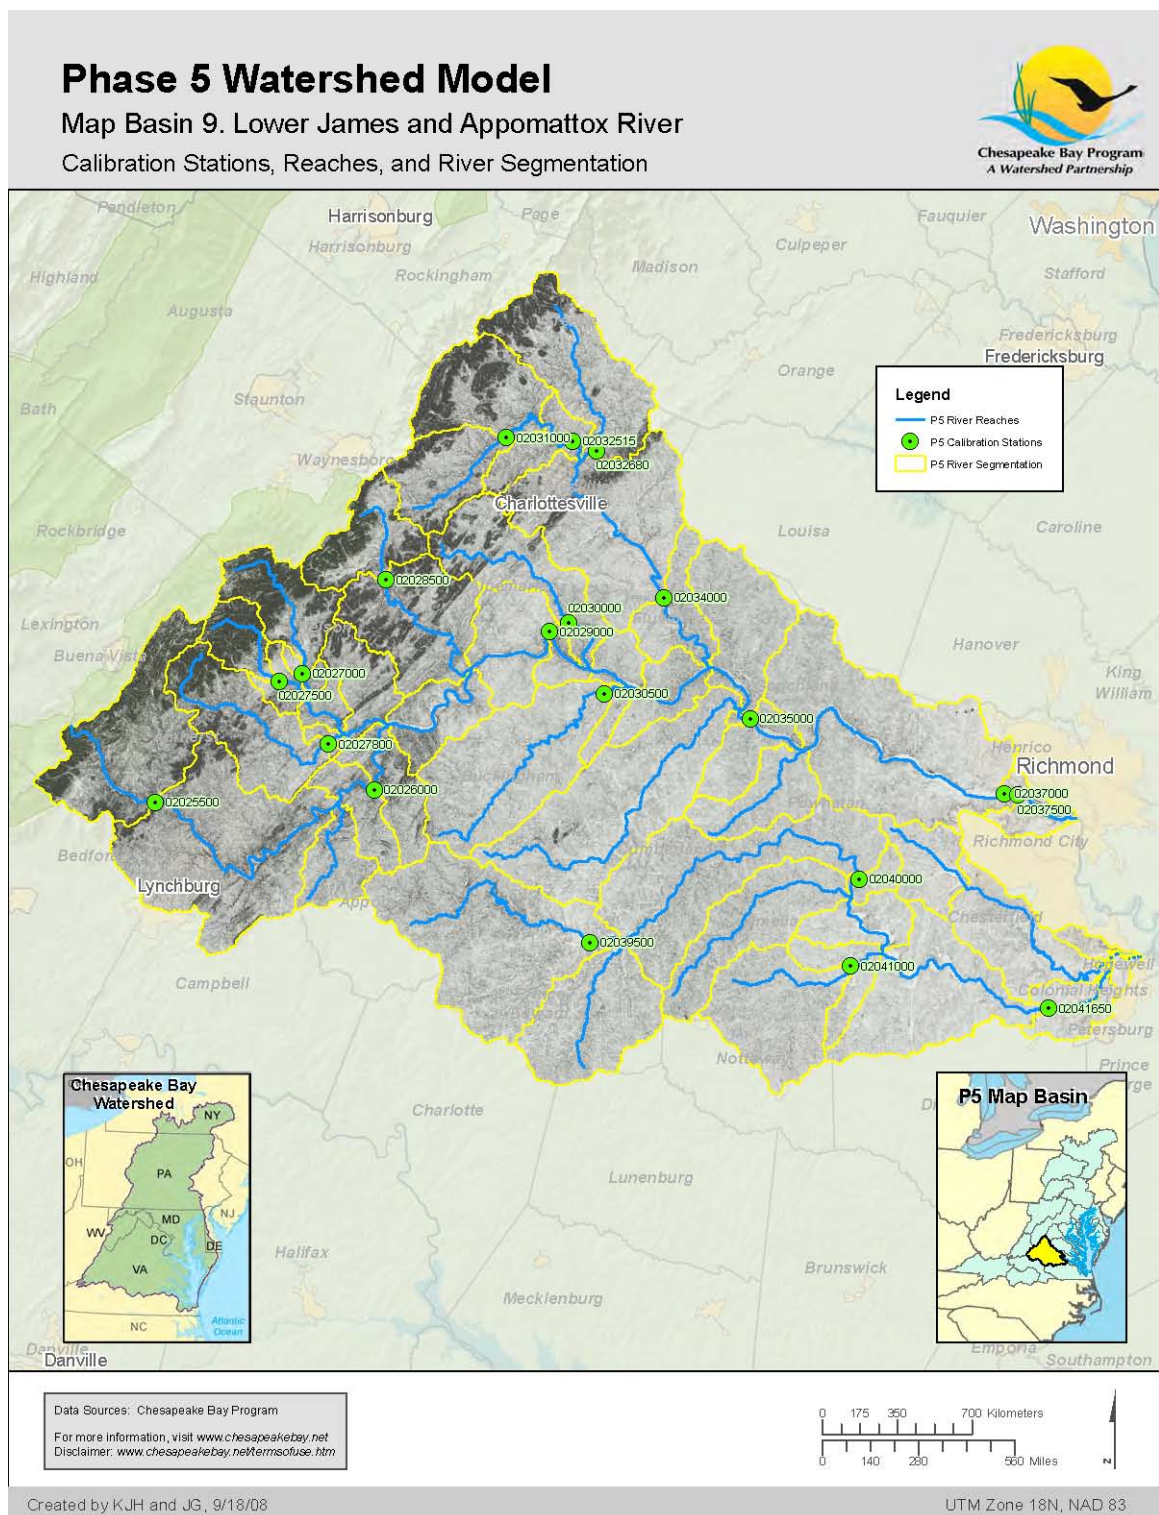 Phase 5 Watershed Model
Map Basin 9. Lower James and Appomattox River
Calibration Stations, Reaches, and River Segmentation
Chesapeake Bay Program
A Watershed Partnership
Pendleton
Harrisonburg
Page
Fauquier
Washington
Harrisonburg
Culpeper
Rockingham
Madison
Highland
Stafford
Augusta
Fredericksburg
Fredericksburg
Orange
Legend
P5 River Reaches
P5 Calibration Stations
P5 River Segmentation
Bath
Staunton
02031000
02032515
02032680
Waynesboro
Charlottesville
Rockbridge
Louisa
Caroline
02028500
02034000
02030000
02029000
Lexington
Buena Vista
Hanover
King
William
02027000
02027500
02030500
02035000
02027800
Henrico
Richmond
02026000
02025500
02037000
02037500
Richmond City
Bedford
Lynchburg
02040000
Chesterfield
02039500
02041000
Hopewell
Campbell
Colonial Heights
02041650
Petersburg
Nottoway
Prince
rge
Chesapeake Bay
Watershed
NY
OH
PA
NJ
MD
WV
DC
DE
VA
NC
Atlantic
Ocean
Charlotte
P5 Map Basin
Lunenburg
Halifax
Brunswick
Mecklenburg
Danville
Danville
Emporia
Southampton
Data Sources: Chesapeake Bay Program
For more information, visit www.chesapeakebay.net
Disclaimer: www.chesapeakebay.net/termsofuse.htm
0 175 350 700 Kilometers
0 140 280 560 Miles
N
Created by KJH and JG, 9/18/08
UTM Zone 18N, NAD 83